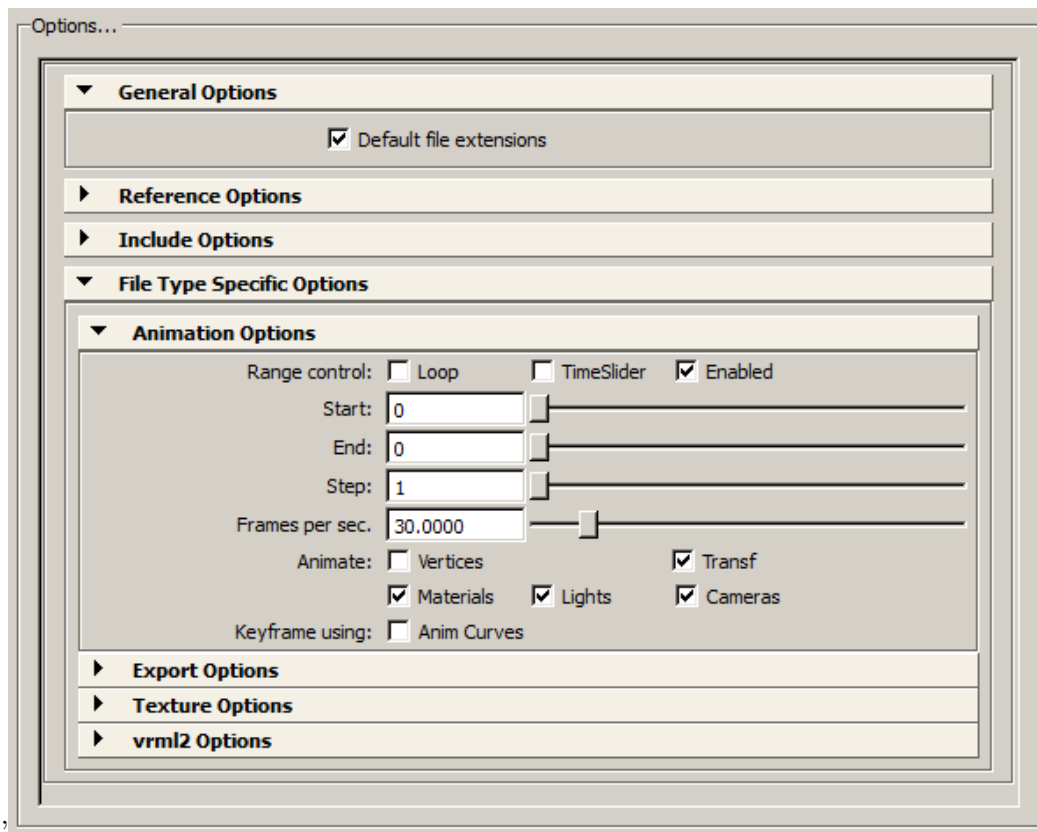 Options...
General Options
Default file extensions
Reference Options
Include Options
File Type Specific Options
Animation Options
Range control: Loop TimeSlider Enabled
Start: 0
End: 0
Step: 1
Frames per sec. 30.0000
Animate: Vertices Transf
Materials Lights Cameras
Keyframe using: Anim Curves
Export Options
Texture Options
vrml2 Options
,